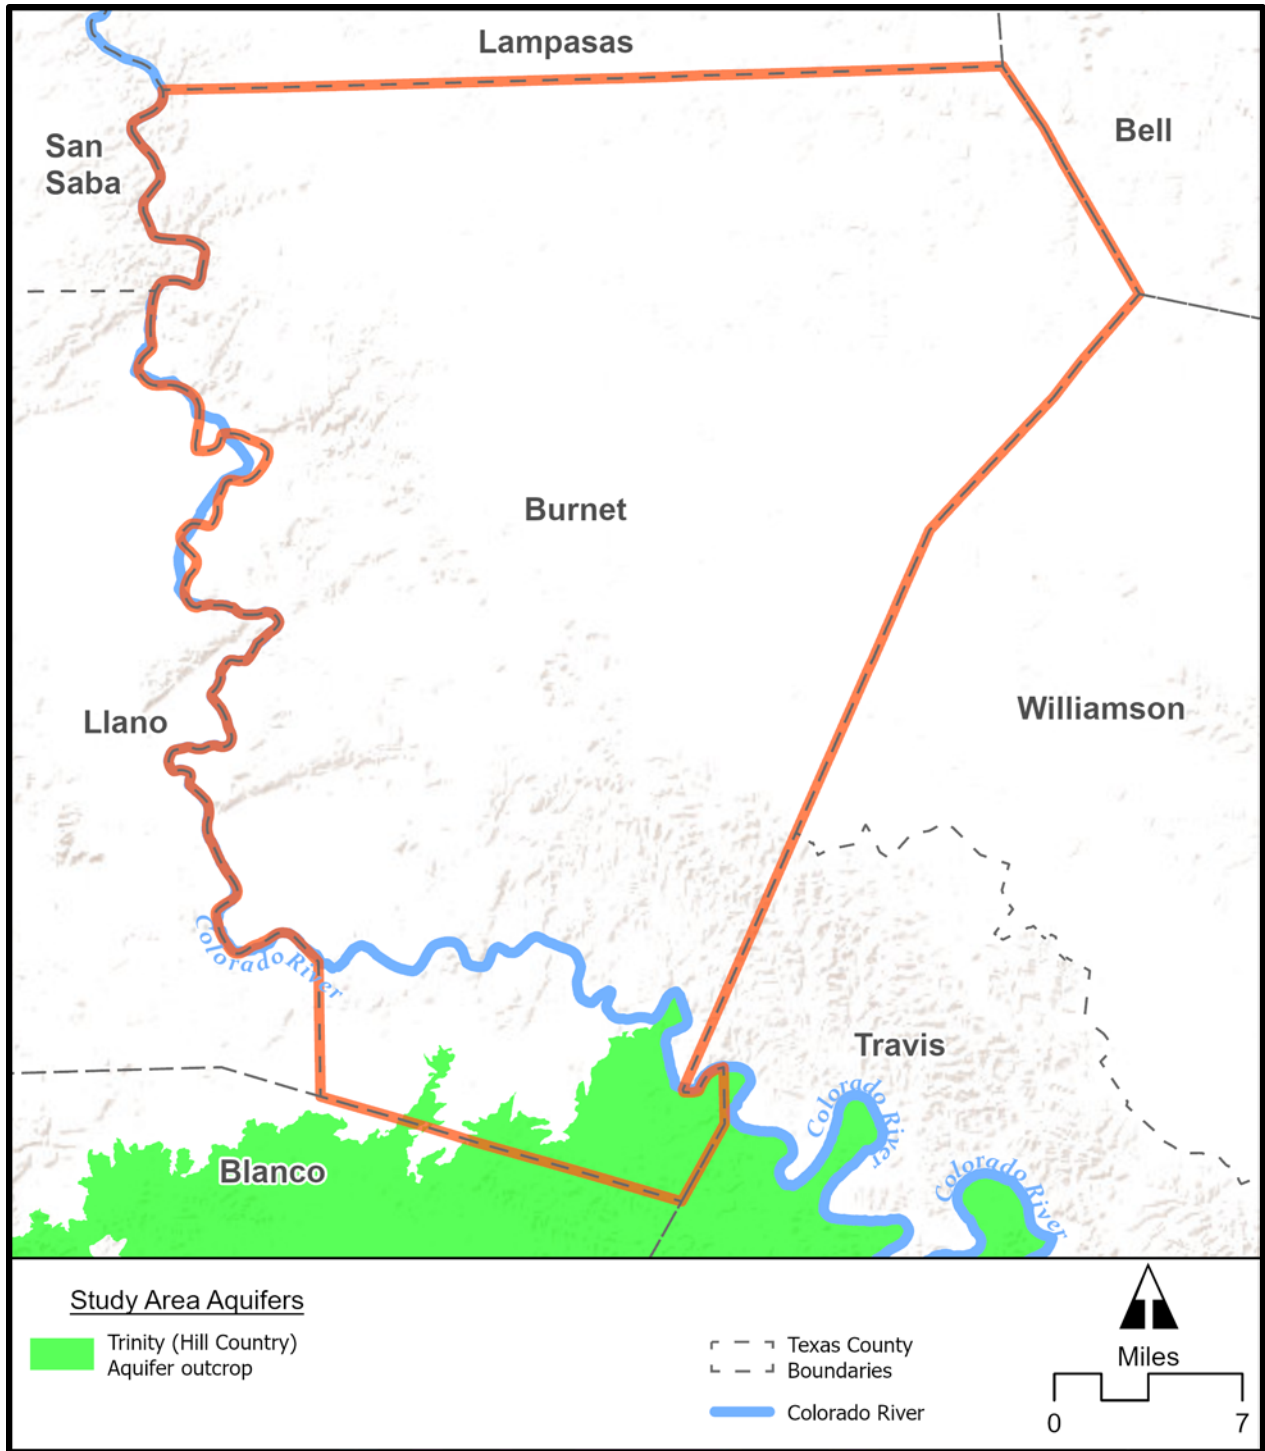 Lampasas
Bell
San
Saba
Burnet
Williamson
Llano
Colorado River
Travis
Colorado River
Blanco
Colorado River
Study Area Aquifers
Trinity (Hill Country)
Aquifer outcrop
Texas County
Boundaries
Colorado River
Miles
0 7